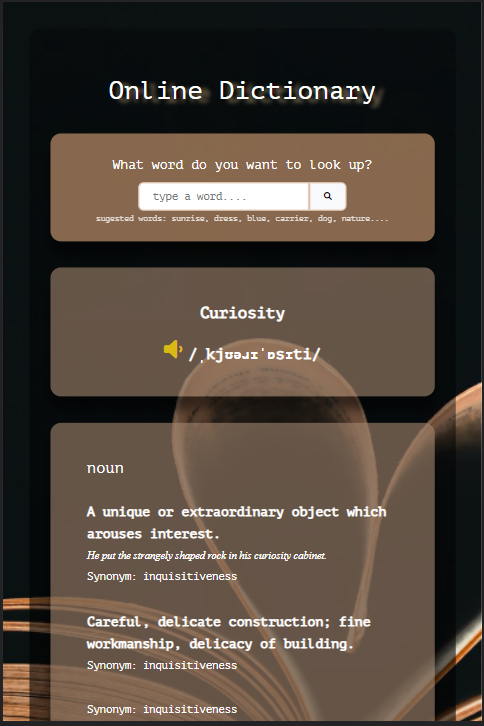 Online Dictionary
What word do you want to look up?
type a word....
sugested words: sunrise, dress, blue, carrier, dog, nature....
Curiosity
/ˌkjʊəɹɪˈɒsɪti/
noun
A unique or extraordinary object which
arouses interest.
He put the strangely shaped rock in his curiosity cabinet.
Synonym: inquisitiveness
Careful, delicate construction; fine
workmanship, delicacy of building.
Synonym: inquisitiveness
Synonym: inquisitiveness